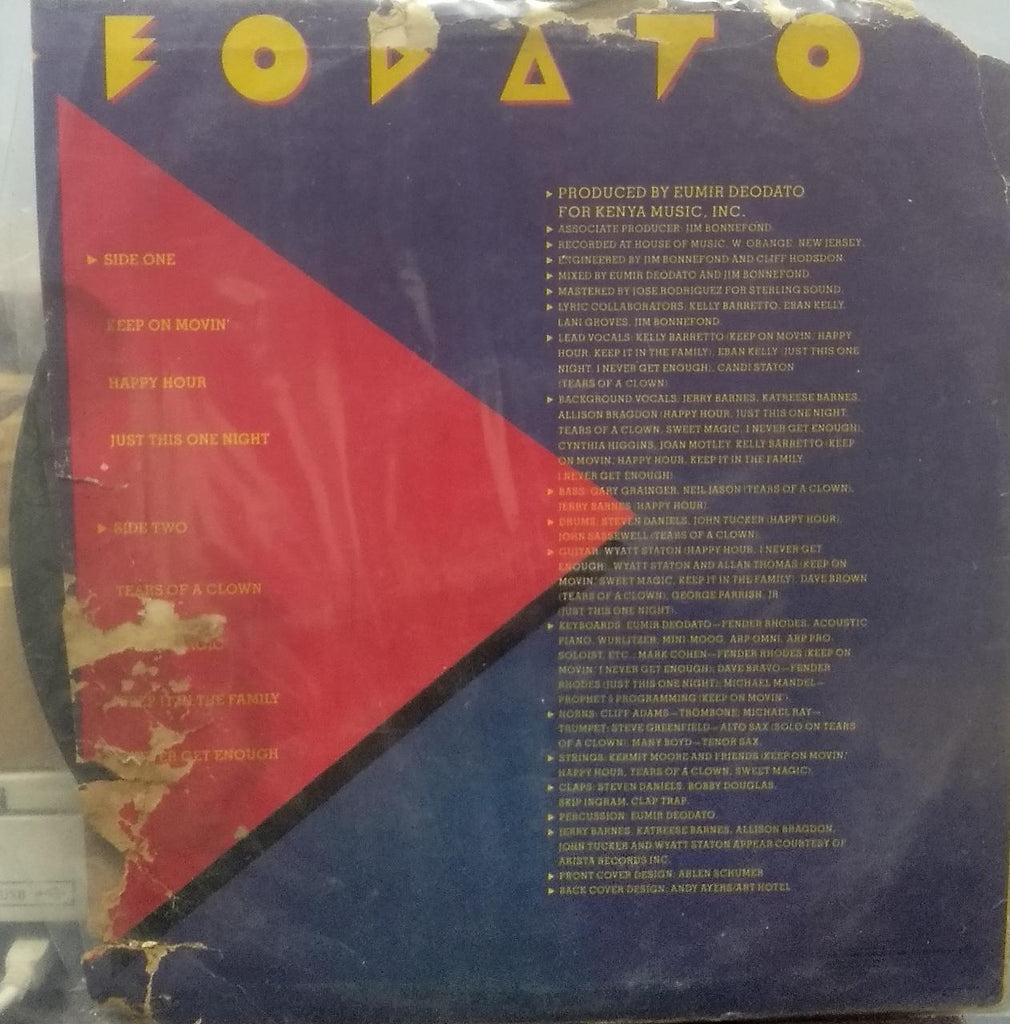 EODATO
SIDE ONE
KEEP ON MOVIN'
HAPPY HOUR
JUST THIS ONE NIGHT
SIDE TWO
TEARS OF A CLOWN
KEEP IT IN THE FAMILY
GET ENOUGH
PRODUCED BY EUMIR DEODATO
FOR KENYA MUSIC, INC.
ASSOCIATE PRODUCER: JIM BONNEFOND.
RECORDED AT HOUSE OF MUSIC, W. ORANGE, NEW JERSEY.
ENGINEERED BY JIM BONNEFOND AND CLIFF HODSDON.
MIXED BY EUMIR DEODATO AND JIM BONNEFOND.
MASTERED BY JOSE RODRIGUEZ FOR STERLING SOUND.
LYRIC COLLABORATORS: KELLY BARRETTO, EBAN KELLY,
LANI GROVES, JIM BONNEFOND.
LEAD VOCALS: KELLY BARRETTO (KEEP ON MOVIN', HAPPY
HOUR, KEEP IT IN THE FAMILY), EBAN KELLY (JUST THIS ONE
NIGHT, I NEVER GET ENOUGH), CANDI STATON
(TEARS OF A CLOWN)
BACKGROUND VOCALS: JERRY BARNES, KATREESE BARNES,
ALLISON BRAGDON (HAPPY HOUR, JUST THIS ONE NIGHT,
TEARS OF A CLOWN, SWEET MAGIC, I NEVER GET ENOUGH),
CYNTHIA HIGGINS, JOAN MOTLEY, KELLY BARRETTO (KEEP
ON MOVIN', HAPPY HOUR, KEEP IT IN THE FAMILY,
I NEVER GET ENOUGH)
BASS: GARY GRAINGER, NEIL JASON (TEARS OF A CLOWN),
JERRY BARNES (HAPPY HOUR)
DRUMS: STEVEN DANIELS, JOHN TUCKER (HAPPY HOUR),
JOHN (TEARS OF A CLOWN)
GUITAR: WYATT STATON (HAPPY HOUR, I NEVER GET
ENOUGH), WYATT STATON AND ALLAN THOMAS (KEEP ON
MOVIN', SWEET MAGIC, KEEP IT IN THE FAMILY), DAVE BROWN
(TEARS OF A CLOWN), GEORGE PARRISH, JR.
(JUST THIS ONE NIGHT).
KEYBOARDS: EUMIR DEODATO—FENDER RHODES, ACOUSTIC
PIANO, WURLITZER, MINI-MOOG, ARP OMNI, ARP PRO
SOLOIST, ETC.; MARK COHEN—FENDER RHODES (KEEP ON
MOVIN', I NEVER GET ENOUGH); DAVE BRAVO—FENDER
RHODES (JUST THIS ONE NIGHT); MICHAEL MANDEL—
PROPHET 5 PROGRAMMING (KEEP ON MOVIN').
HORNS: CLIFF ADAMS—TROMBONE; MICHAEL RAY—
TRUMPET; STEVE GREENFIELD—ALTO SAX (SOLO ON TEARS
OF A CLOWN); MANY BOYD—TENOR SAX.
STRINGS: KERMIT MOORE AND FRIENDS (KEEP ON MOVIN',
HAPPY HOUR, TEARS OF A CLOWN, SWEET MAGIC)
CLAPS: STEVEN DANIELS, BOBBY DOUGLAS,
SKIP INGRAM, CLAP TRAP.
PERCUSSION: EUMIR DEODATO.
JERRY BARNES, KATREESE BARNES, ALLISON BRAGDON,
JOHN TUCKER AND WYATT STATON APPEAR COURTESY OF
ARISTA RECORDS INC.
FRONT COVER DESIGN: ARLEN SCHUMER
BACK COVER DESIGN: ANDY AYERS/ART HOTEL